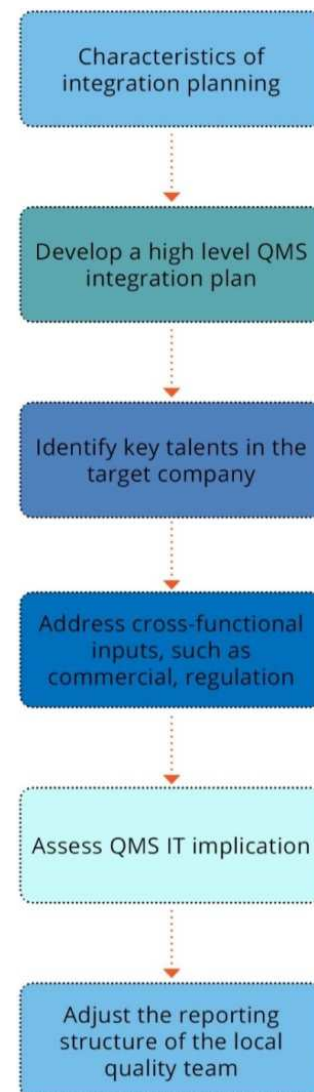 Characteristics of
integration planning
Develop a high level QMS
integration plan
Identify key talents in the
target company
Address cross-functional
inputs, such as
commercial, regulation
Assess QMS IT implication
Adjust the reporting
structure of the local
quality team